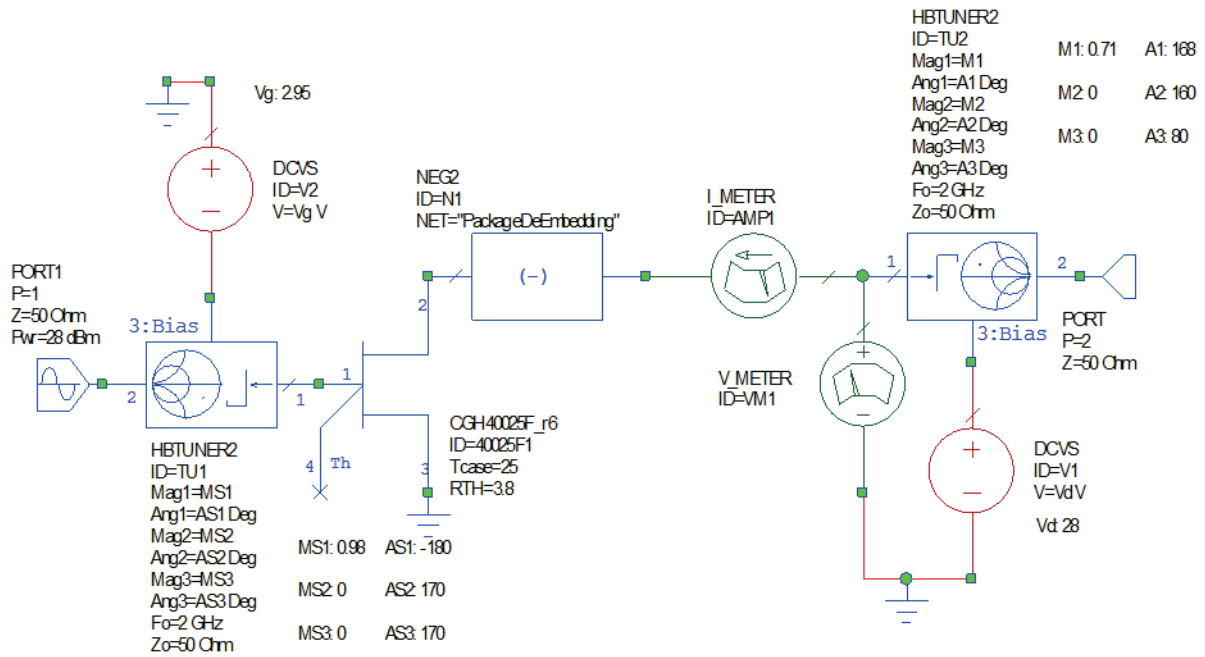 Vg: 2.95
DCVS
ID=V2
V=Vg V
PORT1
P=1
Z=50 Ohm
Pwr=28 dBm
3:Bias
2
1
HBTUNER2
ID=TU1
Mag1=MS1
Ang1=AS1 Deg
Mag2=MS2
Ang2=AS2 Deg
Mag3=MS3
Ang3=AS3 Deg
Fo=2 GHz
Zo=50 Ohm
MS1: 0.98 AS1: -180
MS2: 0 AS2: 170
MS3: 0 AS3: 170
1
2
3
4 Th
CGH40025F_r6
ID=40025F1
Tcase=25
RTH=3.8
NEG2
ID=N1
NET="PackageDeEmbedding"
(-)
I_METER
ID=AMP1
V_METER
ID=VM1
HBTUNER2
ID=TU2
Mag1=M1
Ang1=A1 Deg
Mag2=M2
Ang2=A2 Deg
Mag3=M3
Ang3=A3 Deg
Fo=2 GHz
Zo=50 Ohm
M1: 0.71 A1: 168
M2: 0 A2: 160
M3: 0 A3: 80
1
2
3:Bias
PORT
P=2
Z=50 Ohm
DCVS
ID=V1
V=Vd V
Vd: 28